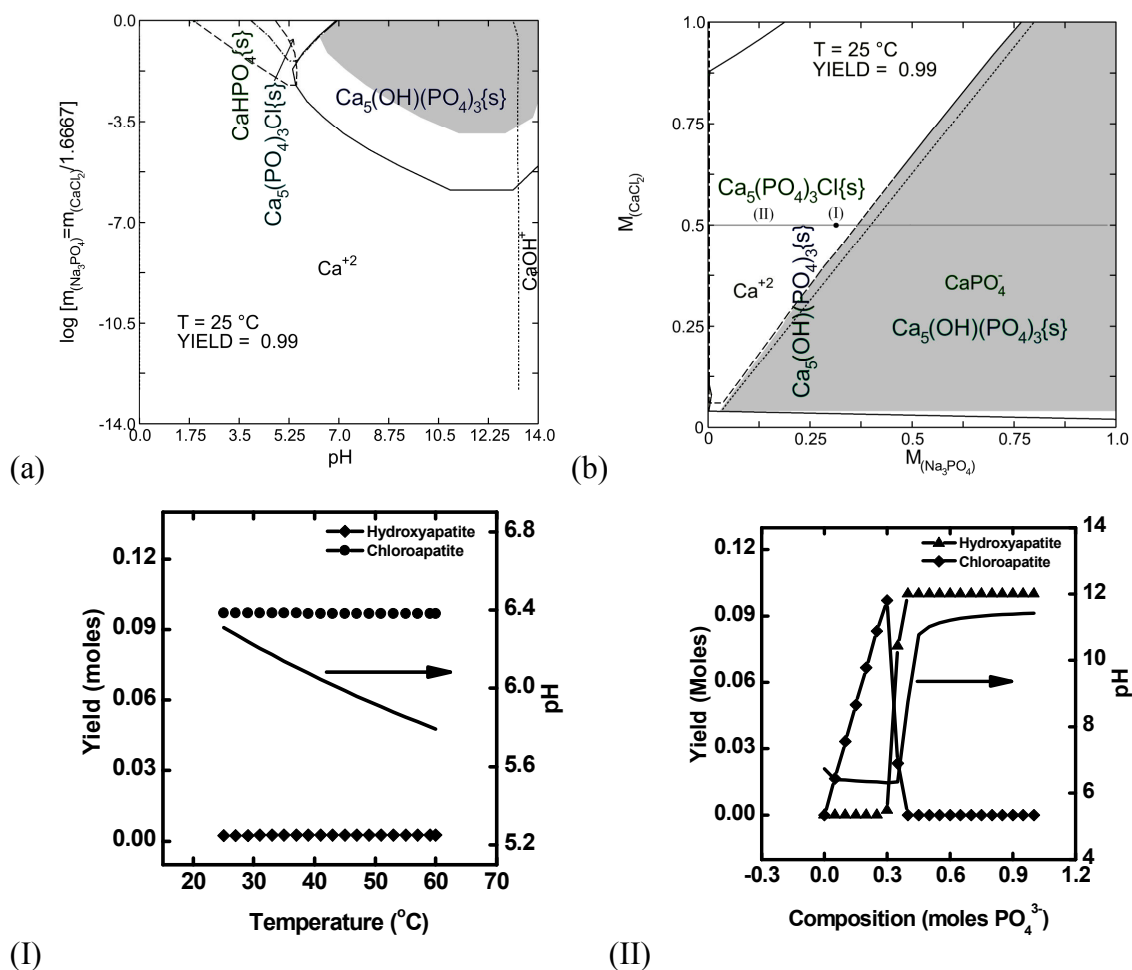 0.0
-3.5
-7.0
-10.5
-14.0
log [m(Na₃PO₄)=m(CaCl₂)/1.6667]
CaHPO₄{s}
Ca₅(PO₄)₃Cl{s}
Ca₅(OH)(PO₄)₃{s}
Ca⁺²
CaOH⁺
T = 25 °C
YIELD = 0.99
0.0 1.75 3.5 5.25 7.0 8.75 10.5 12.25 14.0
pH
(a)
1.0
0.75
0.5
0.25
0
M(CaCl₂)
T = 25 °C
YIELD = 0.99
Ca₅(PO₄)₃Cl{s}
(II) (I)
Ca⁺²
Ca₅(OH)(PO₄)₃{s}
CaPO₄⁻
Ca₅(OH)(PO₄)₃{s}
0 0.25 0.5 0.75 1.0
M(Na₃PO₄)
(b)
Hydroxyapatite
Chloroapatite
0.12
0.09
0.06
0.03
0.00
Yield (moles)
6.8
6.4
6.0
5.6
5.2
pH
20 30 40 50 60 70
Temperature (°C)
(I)
Hydroxyapatite
Chloroapatite
0.12
0.09
0.06
0.03
0.00
Yield (Moles)
14
12
10
8
6
4
pH
-0.3 0.0 0.3 0.6 0.9 1.2
Composition (moles PO₄³⁻)
(II)